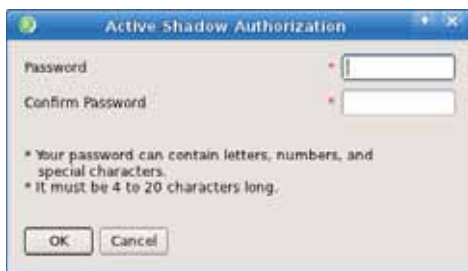 Active Shadow Authorization
Password *
Confirm Password *
* Your password can contain letters, numbers, and
special characters.
* It must be 4 to 20 characters long.
OK Cancel